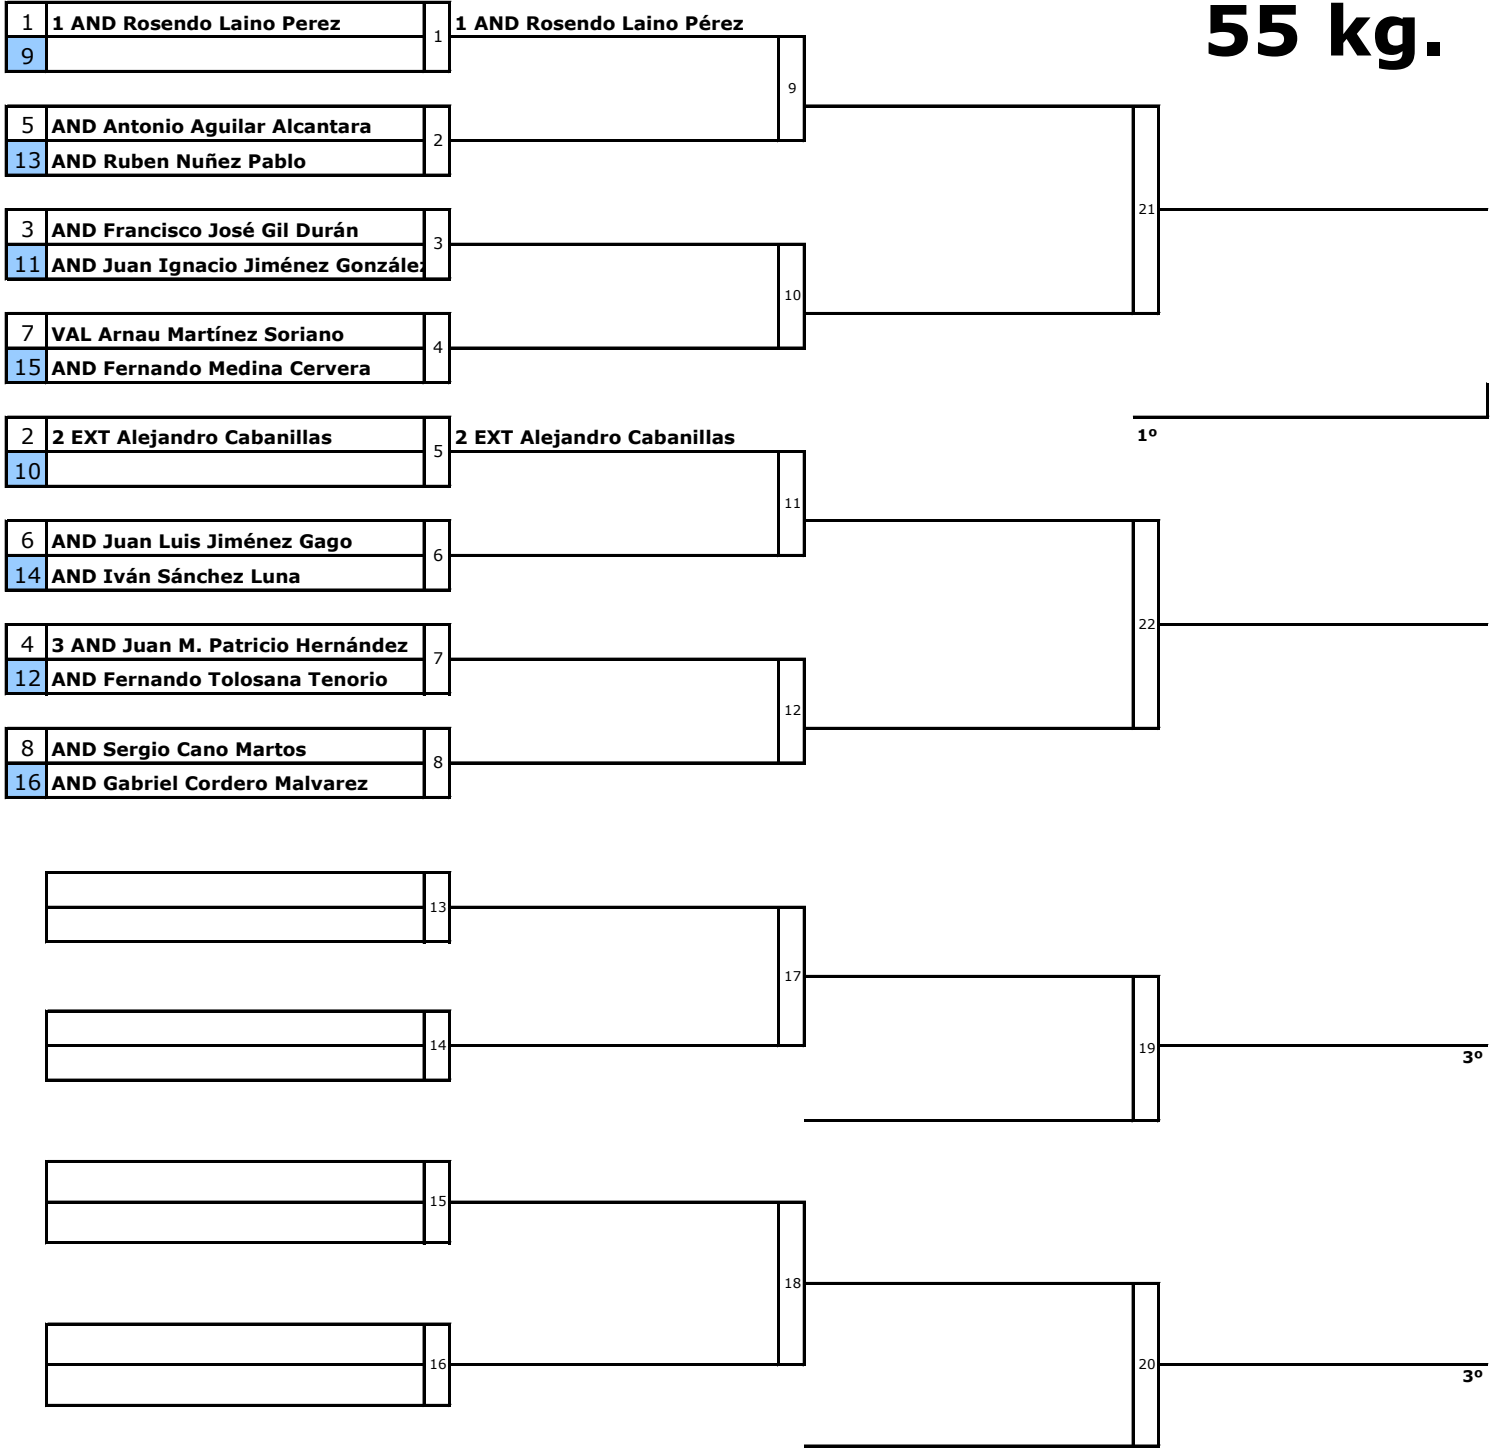 55 kg.
1 1 AND Rosendo Laino Perez
1
1 AND Rosendo Laino Pérez
9
9
5 AND Antonio Aguilar Alcantara
2
13 AND Ruben Nuñez Pablo
21
3 AND Francisco José Gil Durán
3
11 AND Juan Ignacio Jiménez González
10
7 VAL Arnau Martínez Soriano
4
15 AND Fernando Medina Cervera
1º
2 2 EXT Alejandro Cabanillas
5
2 EXT Alejandro Cabanillas
10
11
6 AND Juan Luis Jiménez Gago
6
14 AND Iván Sánchez Luna
22
4 3 AND Juan M. Patricio Hernández
7
12 AND Fernando Tolosana Tenorio
12
8 AND Sergio Cano Martos
8
16 AND Gabriel Cordero Malvarez
13
17
14
19
3º
15
18
16
20
3º